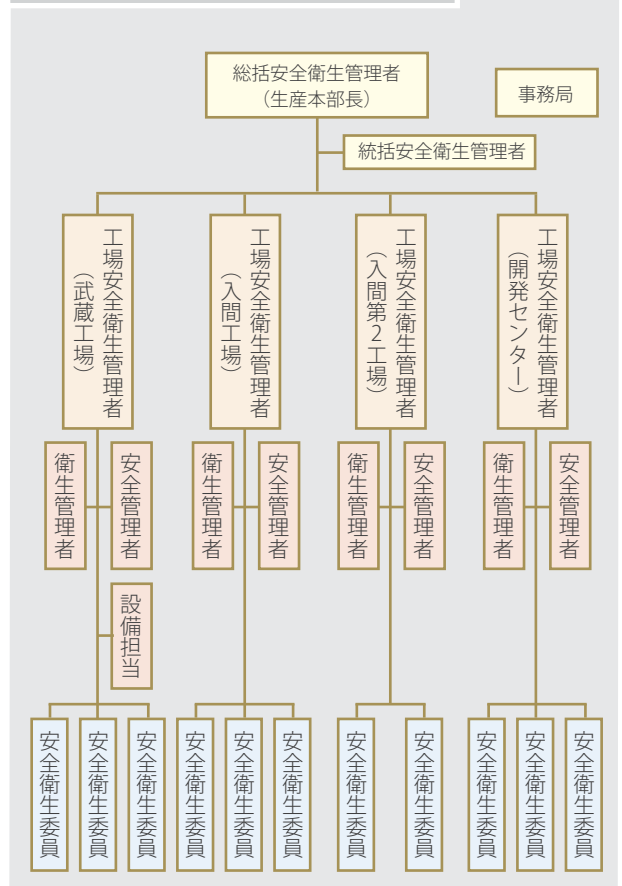 総括安全衛生管理者
（生産本部長）
事務局
統括安全衛生管理者
工場安全衛生管理者
（武蔵工場）
工場安全衛生管理者
（入間工場）
工場安全衛生管理者
（入間第2工場）
工場安全衛生管理者
（開発センター）
衛生管理者
安全管理者
衛生管理者
安全管理者
衛生管理者
安全管理者
衛生管理者
安全管理者
設備担当
安全衛生委員
安全衛生委員
安全衛生委員
安全衛生委員
安全衛生委員
安全衛生委員
安全衛生委員
安全衛生委員
安全衛生委員
安全衛生委員
安全衛生委員